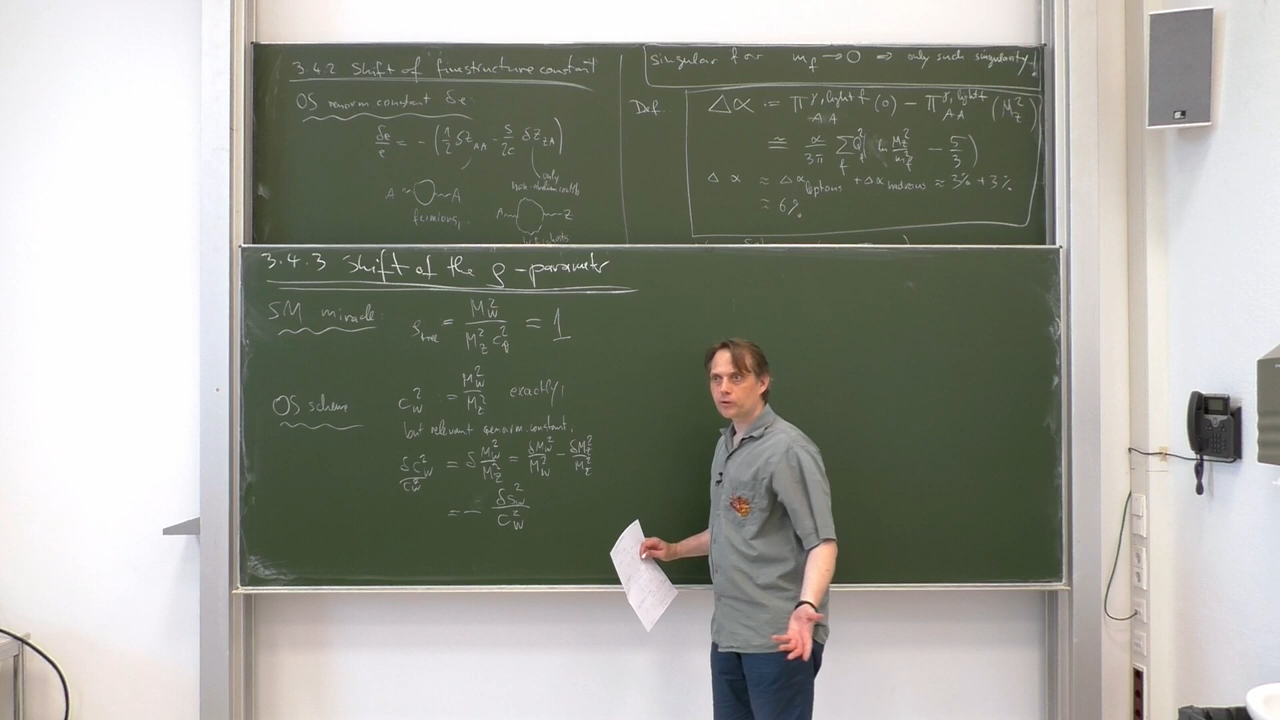 3.4.2 Shift of finestructure constant
OS renorm constant δe:
δe/e = - (1/2 δZ_AA - s/2c δZ_ZA)
only
non-abelian
A A
fermions,...
A Z
Singular for m_f → 0 ⇒ only such singularity!
Def.
Δα := Π^{γ, light f}_{AA} (0) - Π^{γ, light f}_{AA} (M_Z^2)
≅ α/3π Σ_f Q_f^2 (ln M_Z^2/m_f^2 - 5/3)
Δα ≈ Δα_leptons + Δα_hadrons ≈ 3% + 3%
≈ 6%
3.4.3 Shift of the ρ-parameter
SM miracle:
ρ_tree = M_W^2 / M_Z^2 c_θ^2 = 1
OS scheme
c_W^2 := M_W^2 / M_Z^2 exactly,
but relevant renorm. constant,
δc_W^2 / c_W^2 = δ M_W^2/M_Z^2 = δM_W^2/M_W^2 - δM_Z^2/M_Z^2
= - δs_W^2 / c_W^2